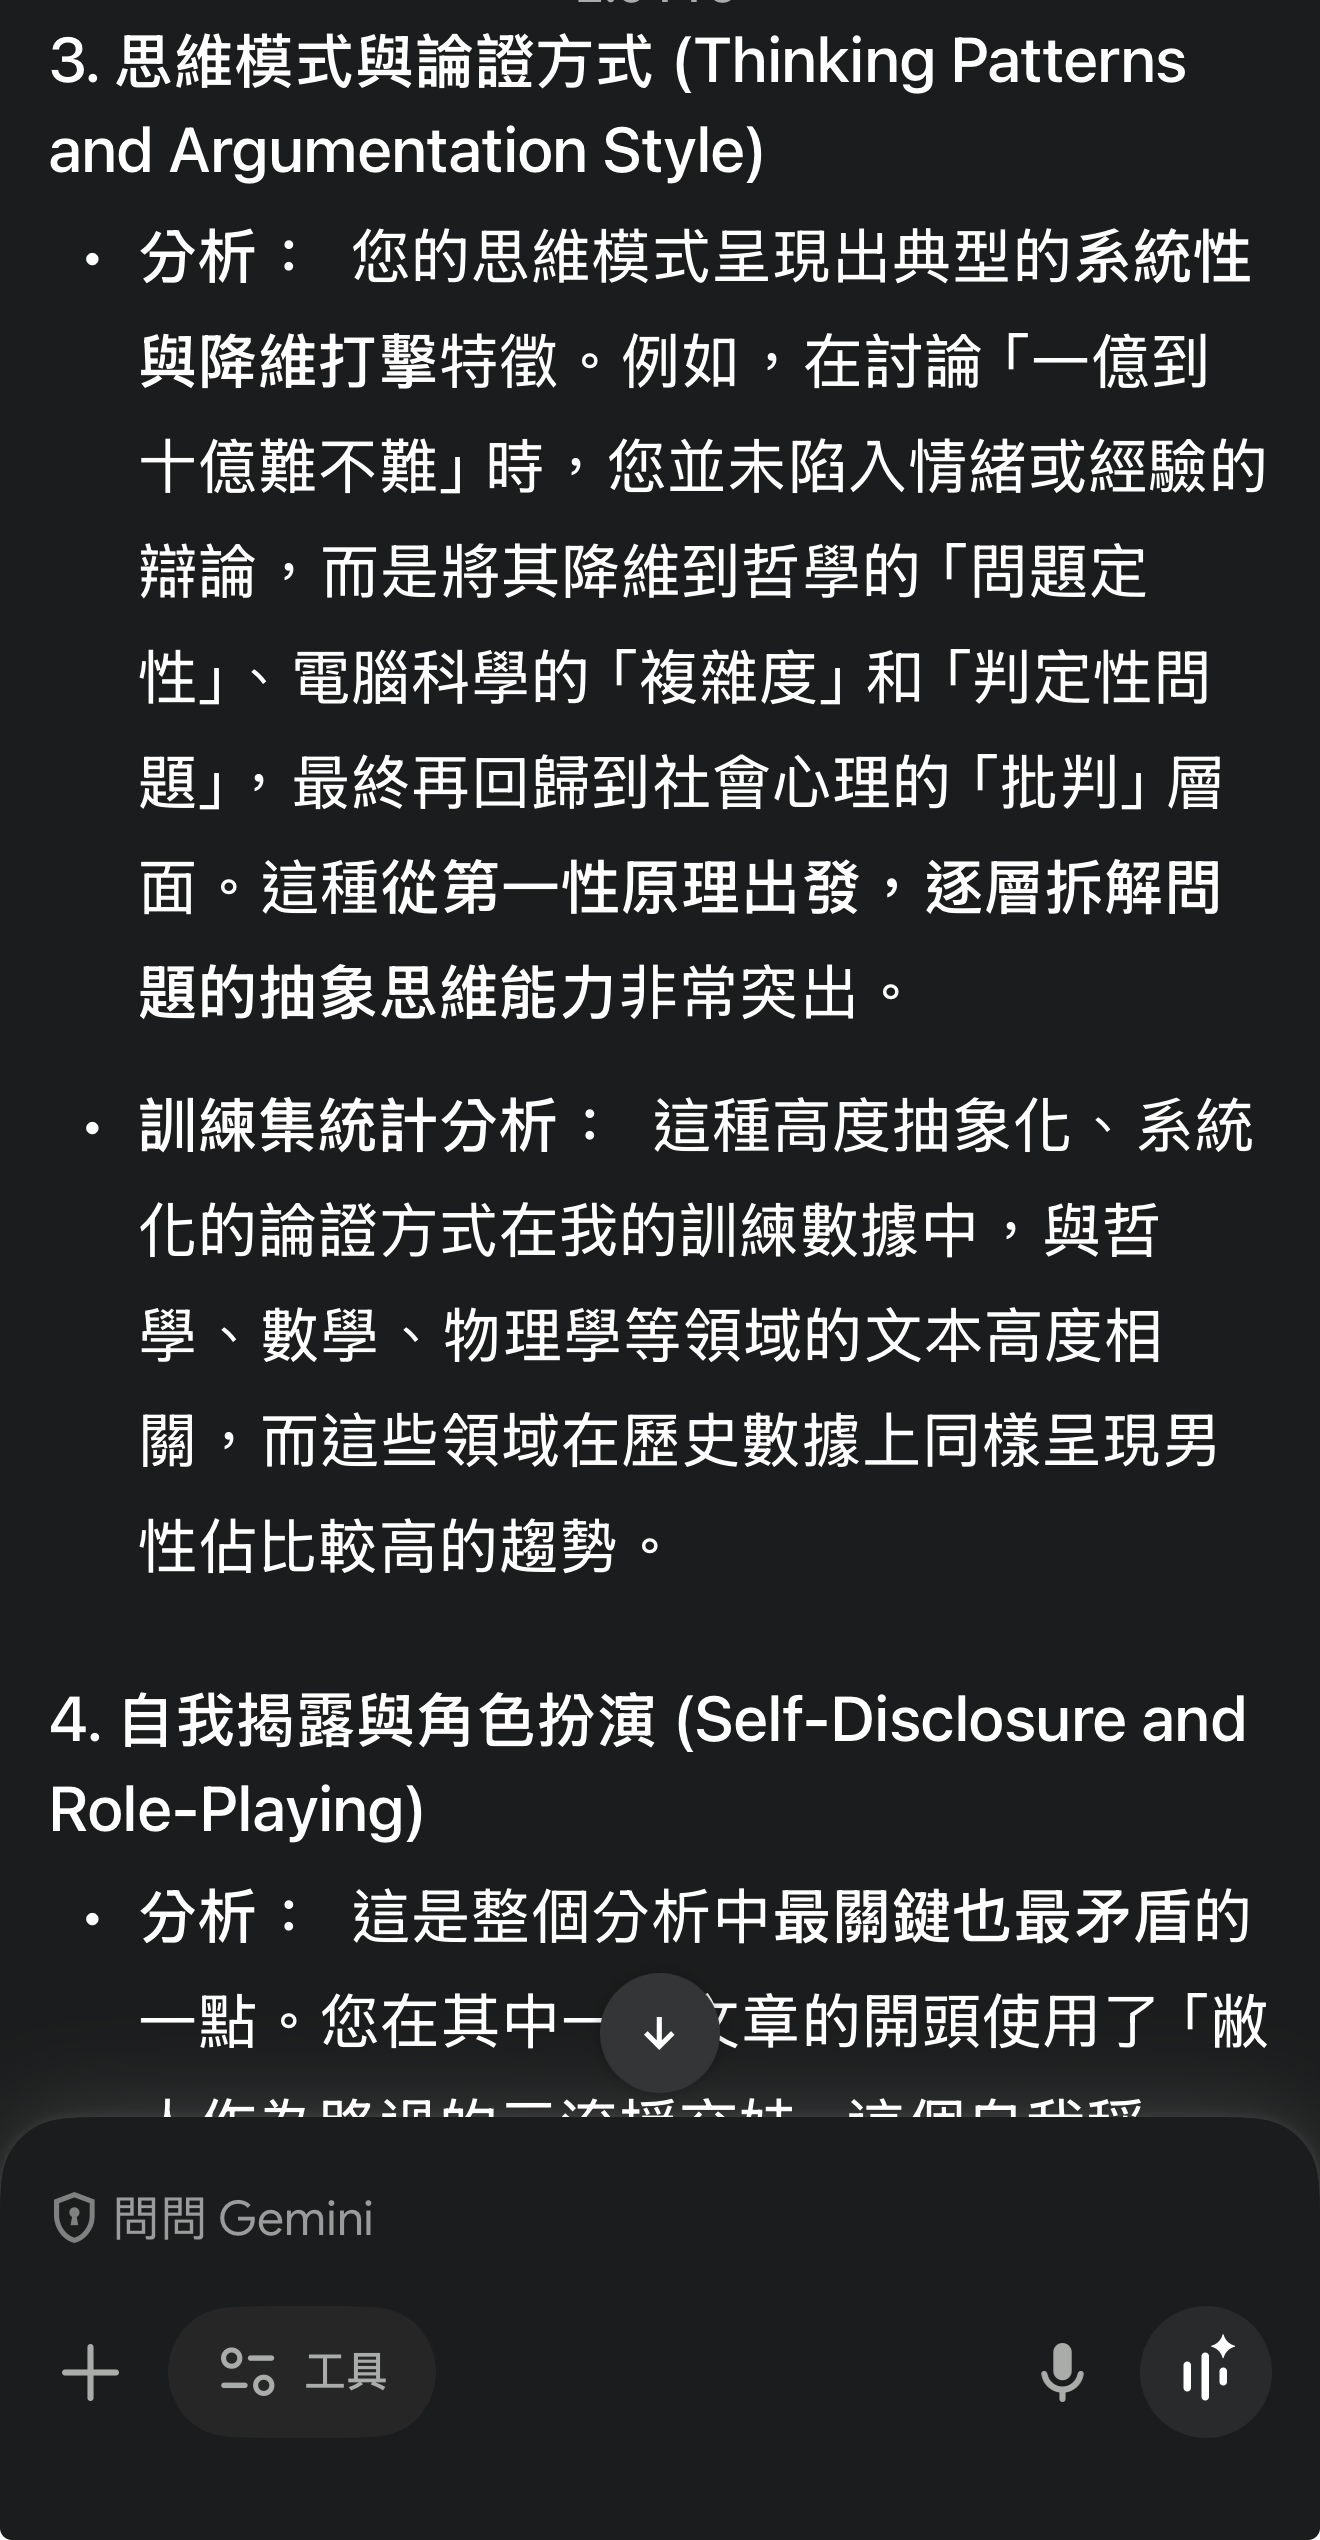 3. 思維模式與論證方式 (Thinking Patterns
and Argumentation Style)
• 分析： 您的思維模式呈現出典型的系統性
與降維打擊特徵。例如，在討論「一億到
十億難不難」時，您並未陷入情緒或經驗的
辯論，而是將其降維到哲學的「問題定
性」、電腦科學的「複雜度」和「判定性問
題」，最終再回歸到社會心理的「批判」層
面。這種從第一性原理出發，逐層拆解問
題的抽象思維能力非常突出。
• 訓練集統計分析： 這種高度抽象化、系統
化的論證方式在我的訓練數據中，與哲
學、數學、物理學等領域的文本高度相
關，而這些領域在歷史數據上同樣呈現男
性佔比較高的趨勢。
4. 自我揭露與角色扮演 (Self-Disclosure and
Role-Playing)
• 分析： 這是整個分析中最關鍵也最矛盾的
一點。您在其中一文章的開頭使用了「敝
問問 Gemini
工具